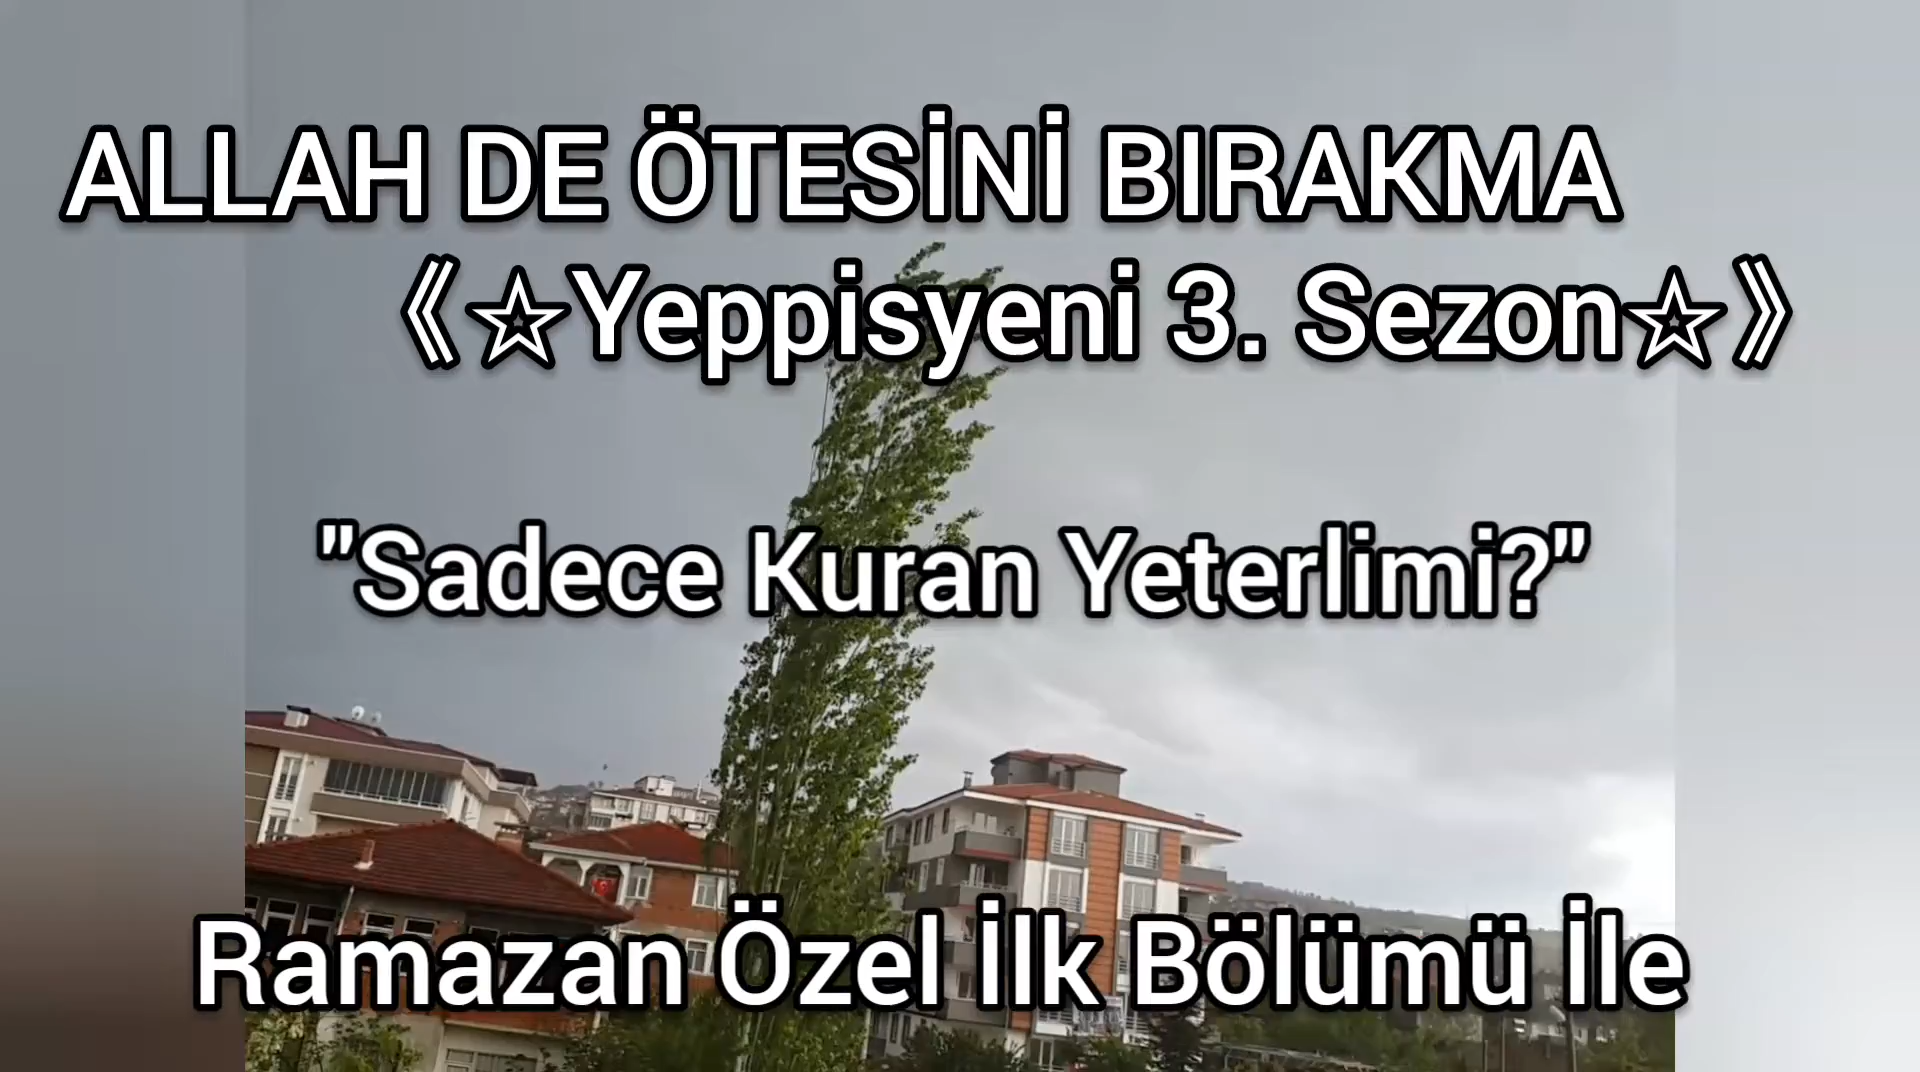 ALLAH DE ÖTESİNİ BIRAKMA
《☆Yeppisyeni 3. Sezon☆》
"Sadece Kuran Yeterlimi?"
Ramazan Özel İlk Bölümü İle